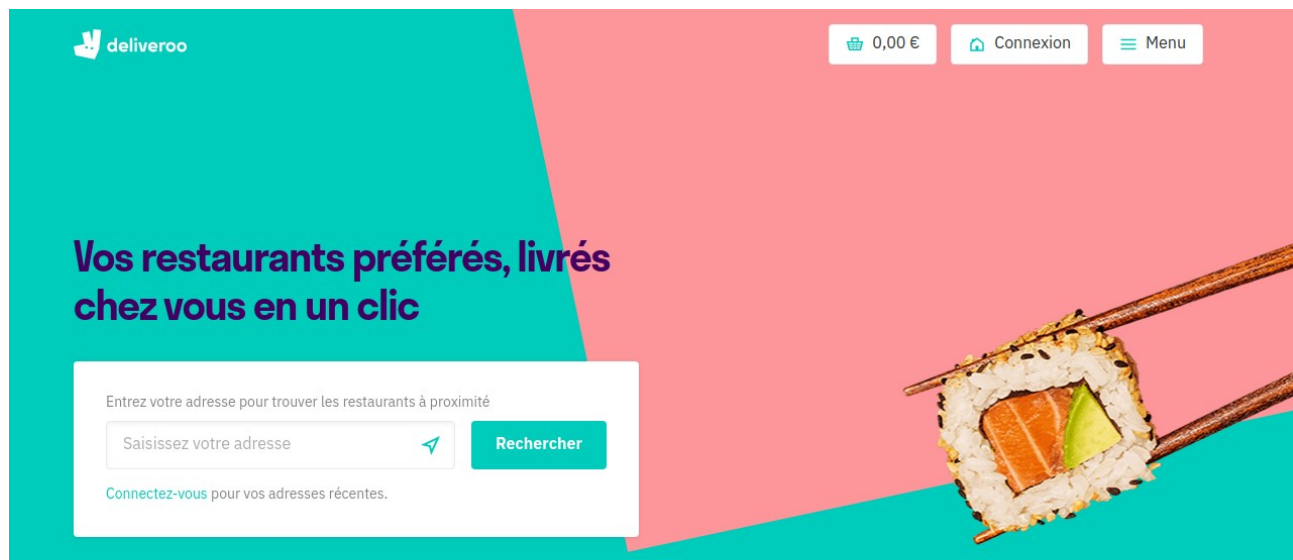 deliveroo
0,00 €
Connexion
Menu
Vos restaurants préférés, livrés
chez vous en un clic
Entrez votre adresse pour trouver les restaurants à proximité
Saisissez votre adresse
Rechercher
Connectez-vous pour vos adresses récentes.